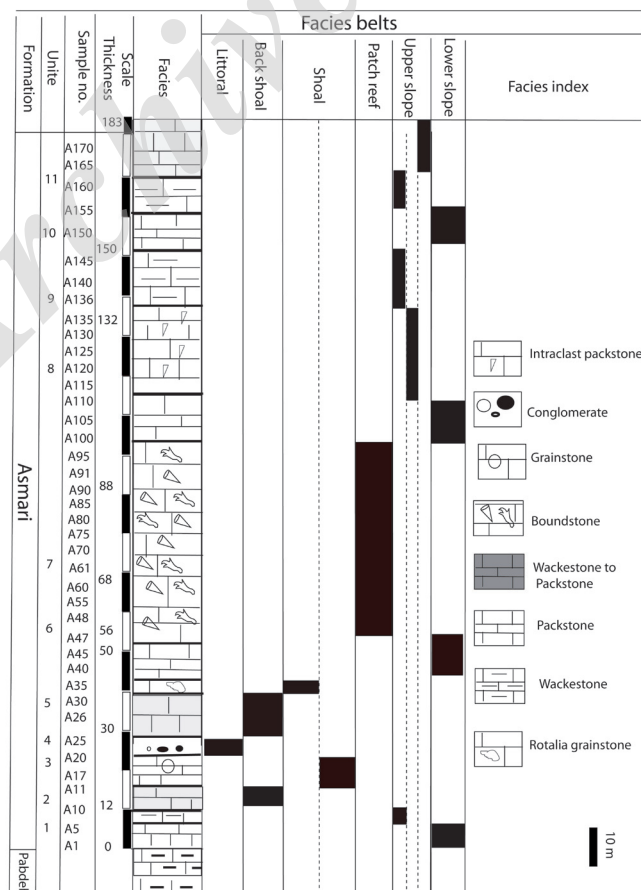 Facies belts
Formation
Unite
Sample no.
Thickness
Scale
Facies
Littoral
Back shoal
Shoal
Patch reef
Upper slope
Lower slope
Facies index
183
A170
A165
11
A160
A155
10
A150
150
A145
A140
9
A136
A135
132
A130
A125
8
A120
A115
A110
A105
A100
A95
A91
A90
88
A85
A80
A75
A70
7
A61
68
A60
A55
A48
6
56
A47
50
A45
A40
A35
5
A30
A26
30
4
A25
3
A20
A17
A11
2
12
A10
1
A5
A1
0
Asmari
Pabdel
Intraclast packstone
Conglomerate
Grainstone
Boundstone
Wackestone to
Packstone
Packstone
Wackestone
Rotalia grainstone
10 m
Archive